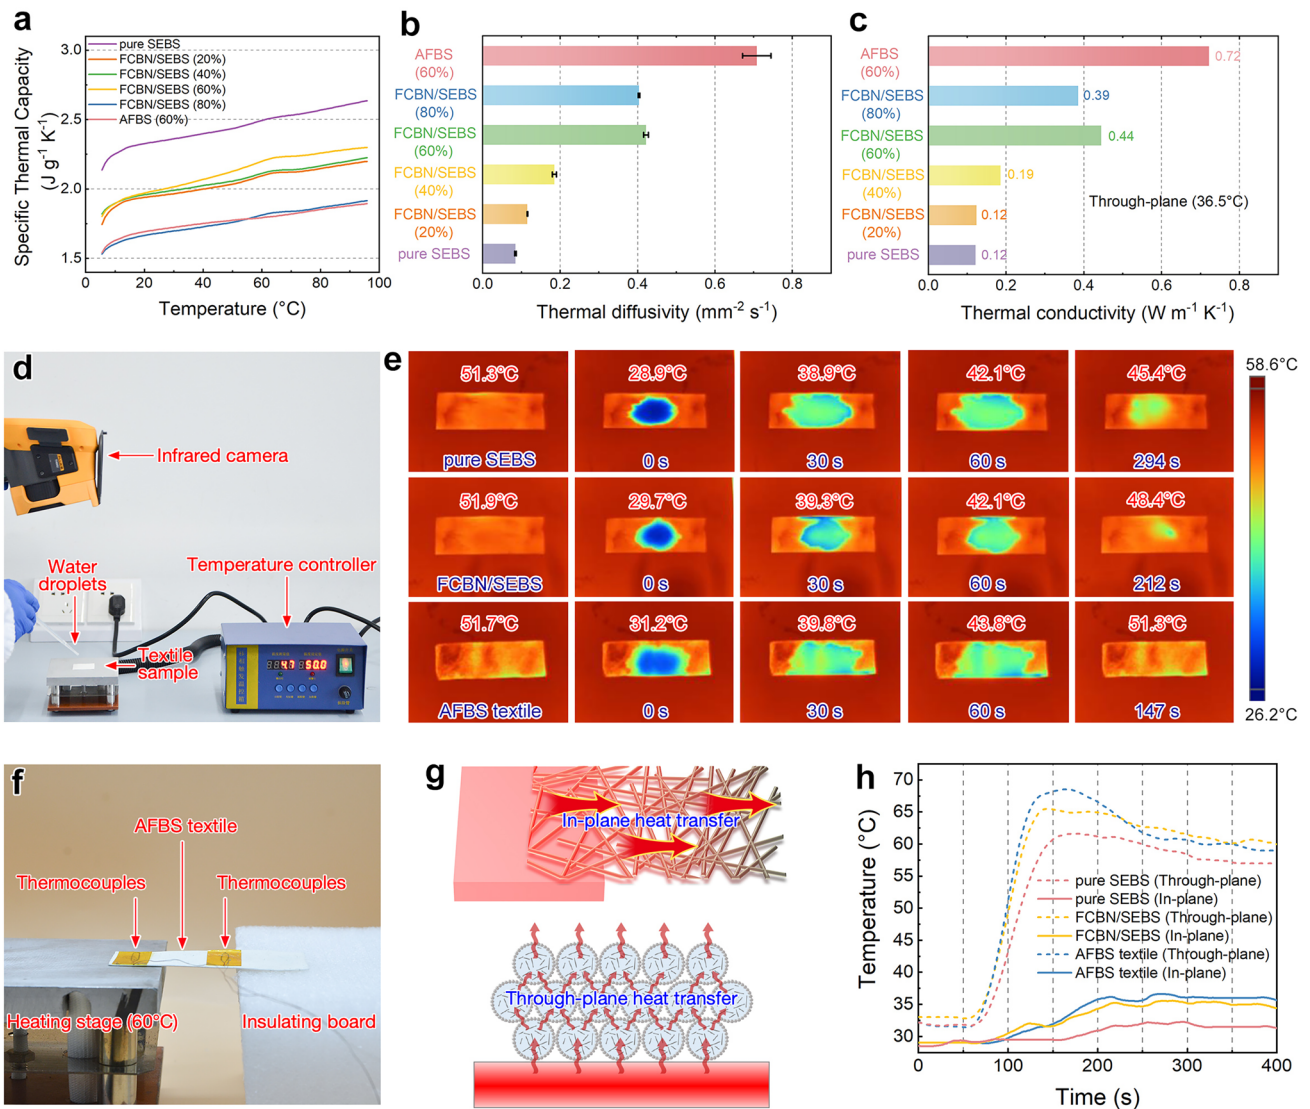 a
3.0
2.5
2.0
1.5
0
20
40
60
80
100
Specific Thermal Capacity
(J g⁻¹ K⁻¹)
Temperature (°C)
pure SEBS
FCBN/SEBS (20%)
FCBN/SEBS (40%)
FCBN/SEBS (60%)
FCBN/SEBS (80%)
AFBS (60%)
b
AFBS
(60%)
FCBN/SEBS
(80%)
FCBN/SEBS
(60%)
FCBN/SEBS
(40%)
FCBN/SEBS
(20%)
pure SEBS
0.0
0.2
0.4
0.6
0.8
Thermal diffusivity (mm⁻² s⁻¹)
c
AFBS
(60%)
0.72
FCBN/SEBS
(80%)
0.39
FCBN/SEBS
(60%)
0.44
FCBN/SEBS
(40%)
0.19
FCBN/SEBS
(20%)
0.12
pure SEBS
0.12
Through-plane (36.5°C)
0.0
0.2
0.4
0.6
0.8
Thermal conductivity (W m⁻¹ K⁻¹)
d
Infrared camera
Water
droplets
Temperature controller
Textile
sample
4.7
50.0
e
51.3°C
28.9°C
38.9°C
42.1°C
45.4°C
pure SEBS
0 s
30 s
60 s
294 s
51.9°C
29.7°C
39.3°C
42.1°C
48.4°C
FCBN/SEBS
0 s
30 s
60 s
212 s
51.7°C
31.2°C
39.8°C
43.8°C
51.3°C
AFBS textile
0 s
30 s
60 s
147 s
58.6°C
26.2°C
f
AFBS textile
Thermocouples
Thermocouples
Heating stage (60°C)
Insulating board
g
In-plane heat transfer
Through-plane heat transfer
h
70
65
60
55
50
45
40
35
30
0
100
200
300
400
Temperature (°C)
Time (s)
pure SEBS (Through-plane)
pure SEBS (In-plane)
FCBN/SEBS (Through-plane)
FCBN/SEBS (In-plane)
AFBS textile (Through-plane)
AFBS textile (In-plane)